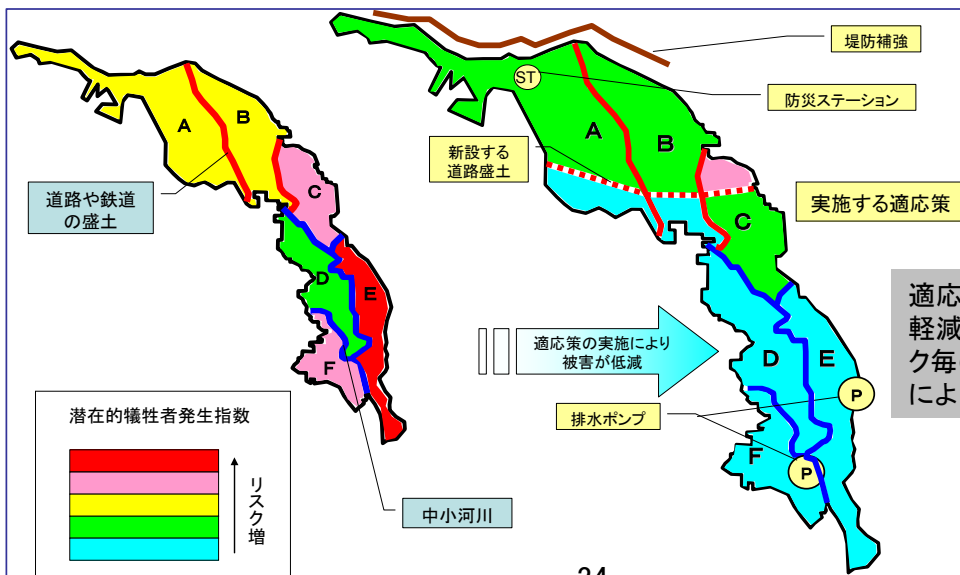 堤防補強
ST
防災ステーション
A
B
A
B
新設する
道路盛土
C
道路や鉄道
の盛土
実施する適応策
C
D
E
適応
軽減
ク毎
によ
適応策の実施により
被害が低減
D
E
F
P
潜在的犠牲者発生指数
排水ポンプ
F
P
リスク増
中小河川
34